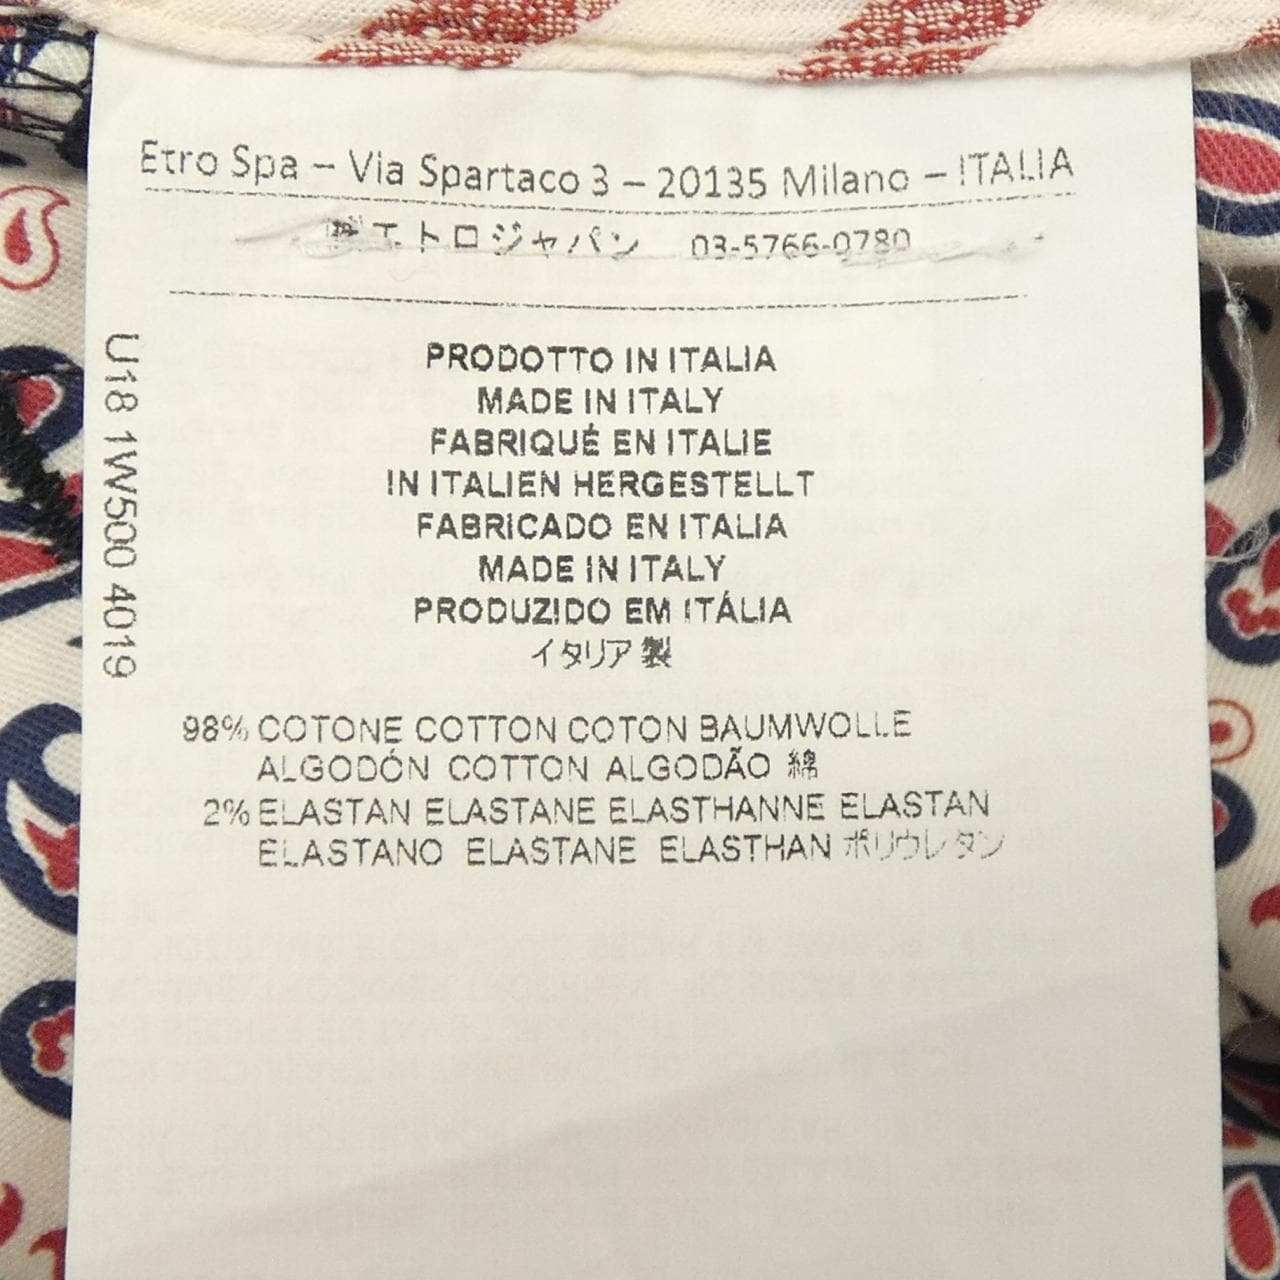 Etro Spa – Via Spartaco 3 – 20135 Milano – ITALIA
エトロジャパン 03-5766-0780
U18 1W500 4019
PRODOTTO IN ITALIA
MADE IN ITALY
FABRIQUÉ EN ITALIE
IN ITALIEN HERGESTELLT
FABRICADO EN ITALIA
MADE IN ITALY
PRODUZIDO EM ITÁLIA
イタリア製
98% COTONE COTTON COTON BAUMWOLLE
ALGODÓN COTTON ALGODÃO 綿
2% ELASTAN ELASTANE ELASTHANNE ELASTAN
ELASTANO ELASTANE ELASTHAN ポリウレタン